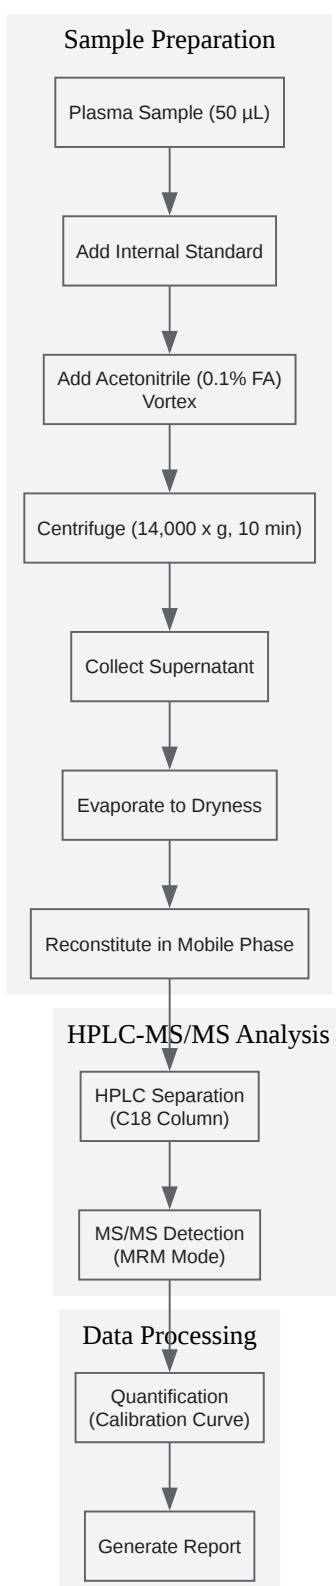 Sample Preparation
Plasma Sample (50 µL)
Add Internal Standard
Add Acetonitrile (0.1% FA)
Vortex
Centrifuge (14,000 x g, 10 min)
Collect Supernatant
Evaporate to Dryness
Reconstitute in Mobile Phase
HPLC-MS/MS Analysis
HPLC Separation
(C18 Column)
MS/MS Detection
(MRM Mode)
Data Processing
Quantification
(Calibration Curve)
Generate Report